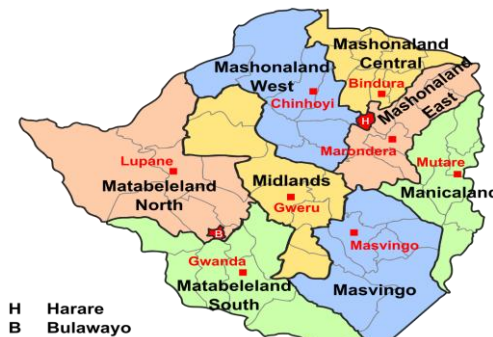 Mashonaland
Central
Bindura
Mashonaland
West
Chinhoyi
Mashonaland
East
H
Marondera
Lupane
Matabeleland
North
Midlands
Gweru
Mutare
Manicaland
B
Masvingo
Gwanda
Matabeleland
South
Masvingo
H Harare
B Bulawayo